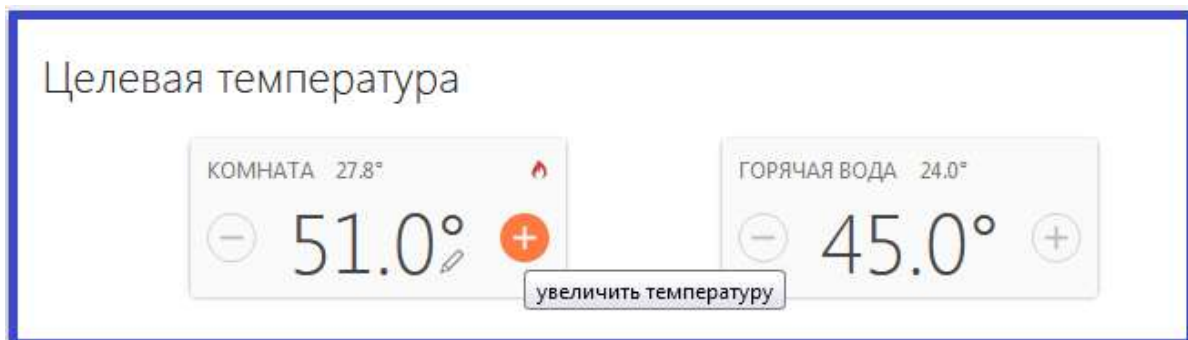 Целевая температура
КОМНАТА 27.8°
51.0°
ГОРЯЧАЯ ВОДА 24.0°
45.0°
увеличить температуру